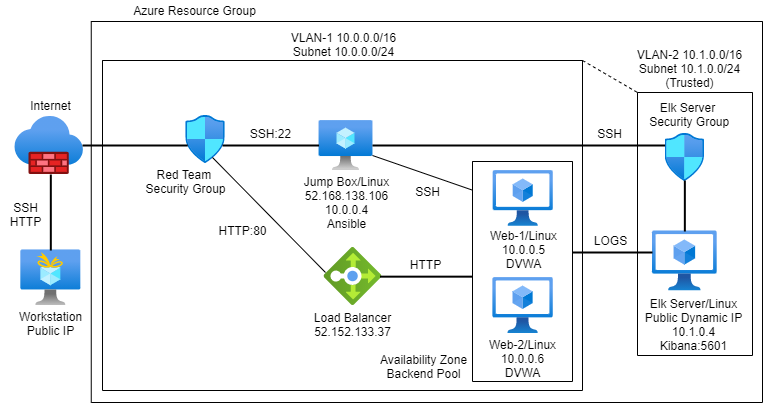 Azure Resource Group
VLAN-1 10.0.0.0/16
Subnet 10.0.0.0/24
VLAN-2 10.1.0.0/16
Subnet 10.1.0.0/24
(Trusted)
Internet
Elk Server
Security Group
SSH:22
SSH
Red Team
Security Group
Jump Box/Linux
52.168.138.106
10.0.0.4
Ansible
SSH
SSH
HTTP
HTTP:80
Web-1/Linux
10.0.0.5
DVWA
LOGS
HTTP
Workstation
Public IP
Load Balancer
52.152.133.37
Elk Server/Linux
Public Dynamic IP
10.1.0.4
Kibana:5601
Web-2/Linux
10.0.0.6
DVWA
Availability Zone
Backend Pool